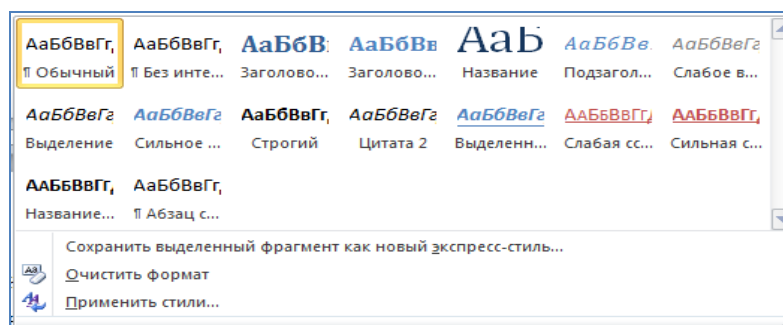 АаБбВвГг, АаБбВвГг, АаБбВ: АаБбВв АаЬ АаБбВв. АаБбВвГг
¶ Обычный ¶ Без инте... Заголово... Заголово... Название Подзагол... Слабое в...
АаБбВвГг АаБбВвГг АаБбВвГг, АаБбВвГг АаБбВвГг АаБбВвГг, АаБбВвГг,
Выделение Сильное ... Строгий Цитата 2 Выделенн... Слабая сс... Сильная с...
АаБбВвГг, АаБбВвГг,
Название... ¶ Абзац с...
Сохранить выделенный фрагмент как новый экспресс-стиль...
Очистить формат
Применить стили...